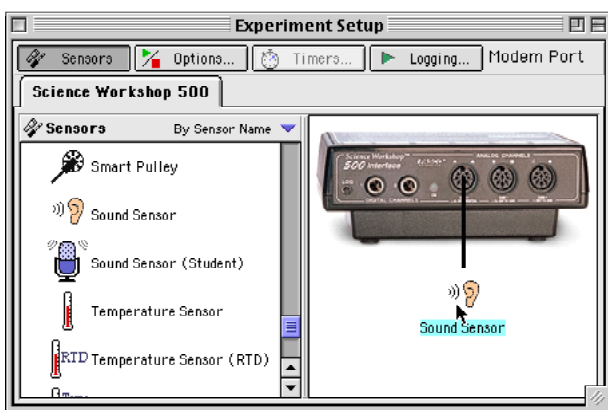 Experiment Setup
Sensors
Options...
Timers...
Logging...
Modem Port
Science Workshop 500
Sensors
By Sensor Name
Smart Pulley
Sound Sensor
Sound Sensor (Student)
Temperature Sensor
RTD Temperature Sensor (RTD)
Science Workshop™
500 Interface
ANALOG CHANNELS
DIGITAL CHANNELS
Sound Sensor